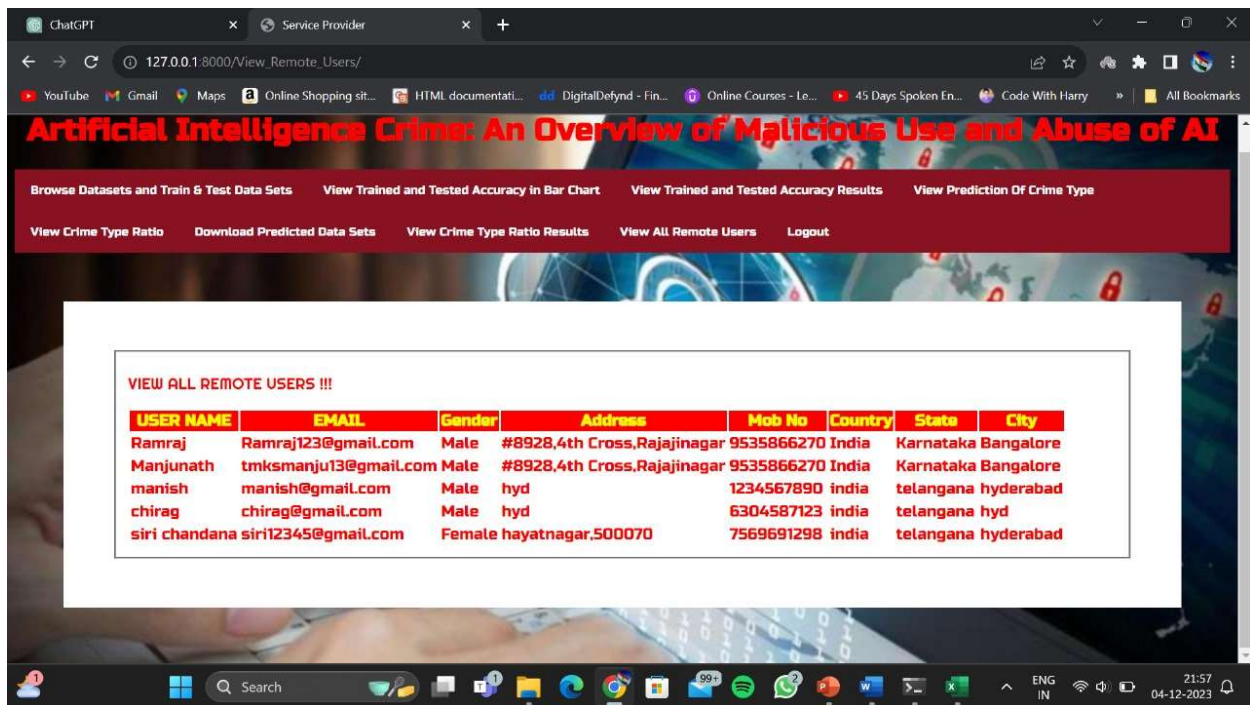 ChatGPT
Service Provider
127.0.0.1:8000/View_Remote_Users/
YouTube Gmail Maps Online Shopping sit... HTML documentati... DigitalDefynd - Fin... Online Courses - Le... 45 Days Spoken En... Code With Harry » All Bookmarks
Artificial Intelligence Crime: An Overview of Malicious Use and Abuse of AI
Browse Datasets and Train & Test Data Sets View Trained and Tested Accuracy in Bar Chart View Trained and Tested Accuracy Results View Prediction Of Crime Type
View Crime Type Ratio Download Predicted Data Sets View Crime Type Ratio Results View All Remote Users Logout
VIEW ALL REMOTE USERS !!!
USER NAME EMAIL Gender Address Mob No Country State City
Ramraj Ramraj123@gmail.com Male #8928,4th Cross,Rajajinagar 9535866270 India Karnataka Bangalore
Manjunath tmksmanju13@gmail.com Male #8928,4th Cross,Rajajinagar 9535866270 India Karnataka Bangalore
manish manish@gmail.com Male hyd 1234567890 india telangana hyderabad
chirag chirag@gmail.com Male hyd 6304587123 india telangana hyd
siri chandana siri12345@gmail.com Female hayatnagar,500070 7569691298 india telangana hyderabad
1 Search 1 99+ 2 ENG 21:57
IN 04-12-2023